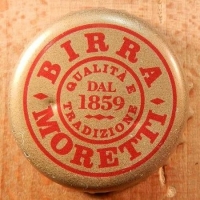 BIRRA
QUALITÀ E
DAL
1859
TRADIZIONE
MORETTI